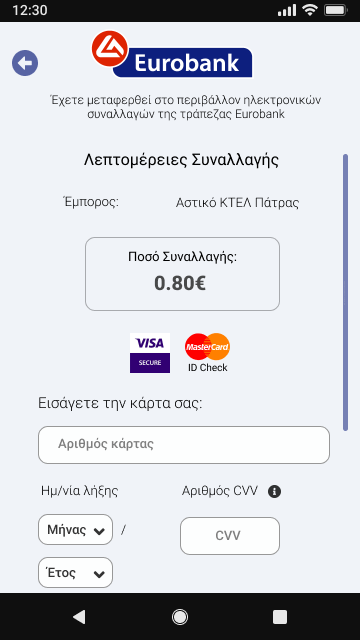 12:30
Eurobank
Έχετε μεταφερθεί στο περιβάλλον ηλεκτρονικών
συναλλαγών της τράπεζας Eurobank
Λεπτομέρειες Συναλλαγής
Έμπορος: Αστικό ΚΤΕΛ Πάτρας
Ποσό Συναλλαγής:
0.80€
VISA
SECURE
MasterCard
ID Check
Εισάγετε την κάρτα σας:
Αριθμός κάρτας
Ημ/νία λήξης Αριθμός CVV
Μήνας / CVV
Έτος